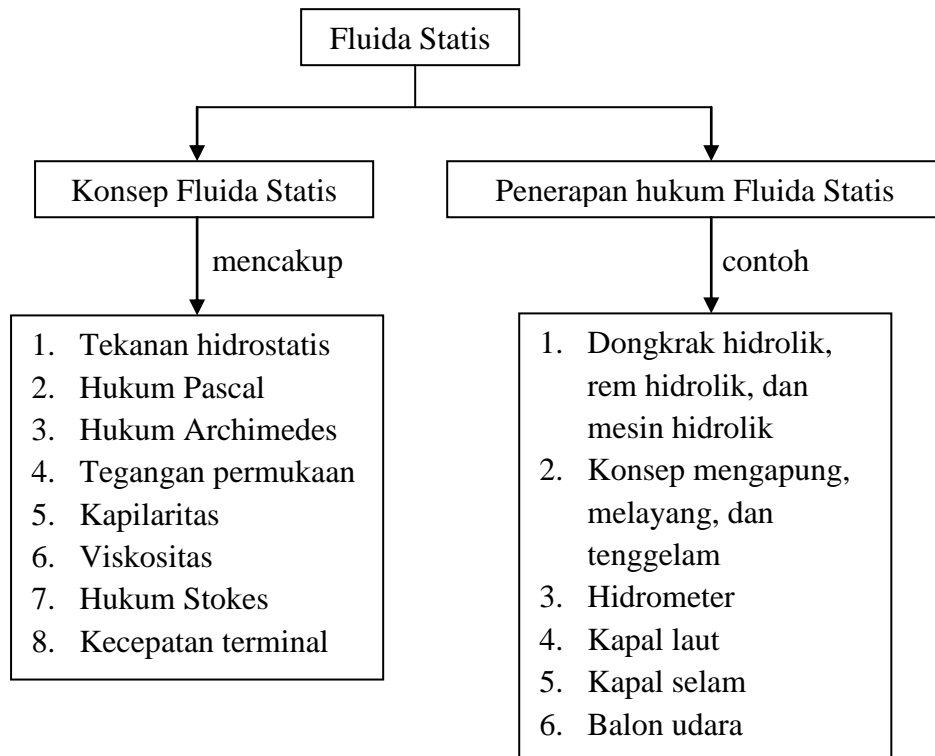 Fluida Statis
Konsep Fluida Statis
Penerapan hukum Fluida Statis
mencakup
contoh
1. Tekanan hidrostatis
2. Hukum Pascal
3. Hukum Archimedes
4. Tegangan permukaan
5. Kapilaritas
6. Viskositas
7. Hukum Stokes
8. Kecepatan terminal
1. Dongkrak hidrolik,
rem hidrolik, dan
mesin hidrolik
2. Konsep mengapung,
melayang, dan
tenggelam
3. Hidrometer
4. Kapal laut
5. Kapal selam
6. Balon udara